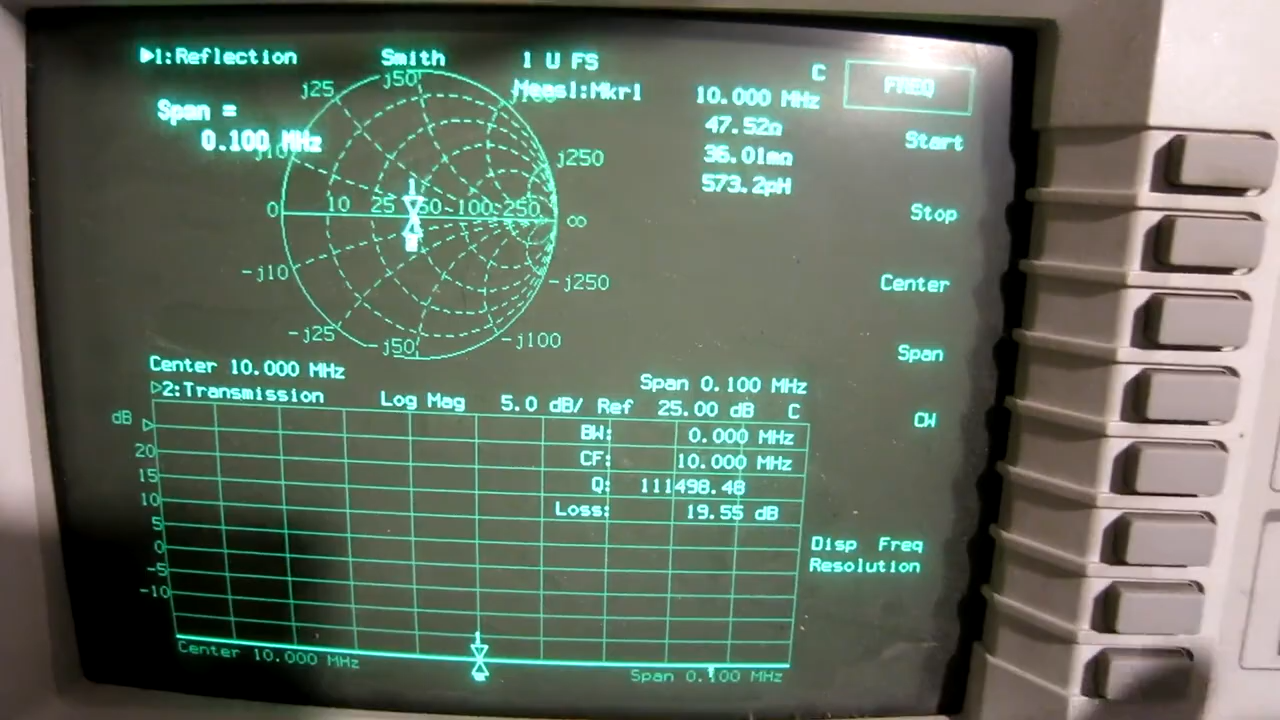 ▶1:Reflection Smith 1 U FS
C
FREQ
Meas1:Mkr1
10.000 MHz
47.52Ω
36.01mΩ
573.2pH
Span =
0.100 MHz
j10
j25
j50
j100
j250
0 10 25 50 100 250 ∞
-j10
-j25
-j50
-j100
-j250
Start
Stop
Center
Span
CW
Disp Freq
Resolution
1
Center 10.000 MHz
Span 0.100 MHz
▷2:Transmission Log Mag 5.0 dB/ Ref 25.00 dB C
dB
20
15
10
5
0
-5
-10
BW: 0.000 MHz
CF: 10.000 MHz
Q: 111498.48
Loss: 19.55 dB
1
Center 10.000 MHz
Span 0.100 MHz